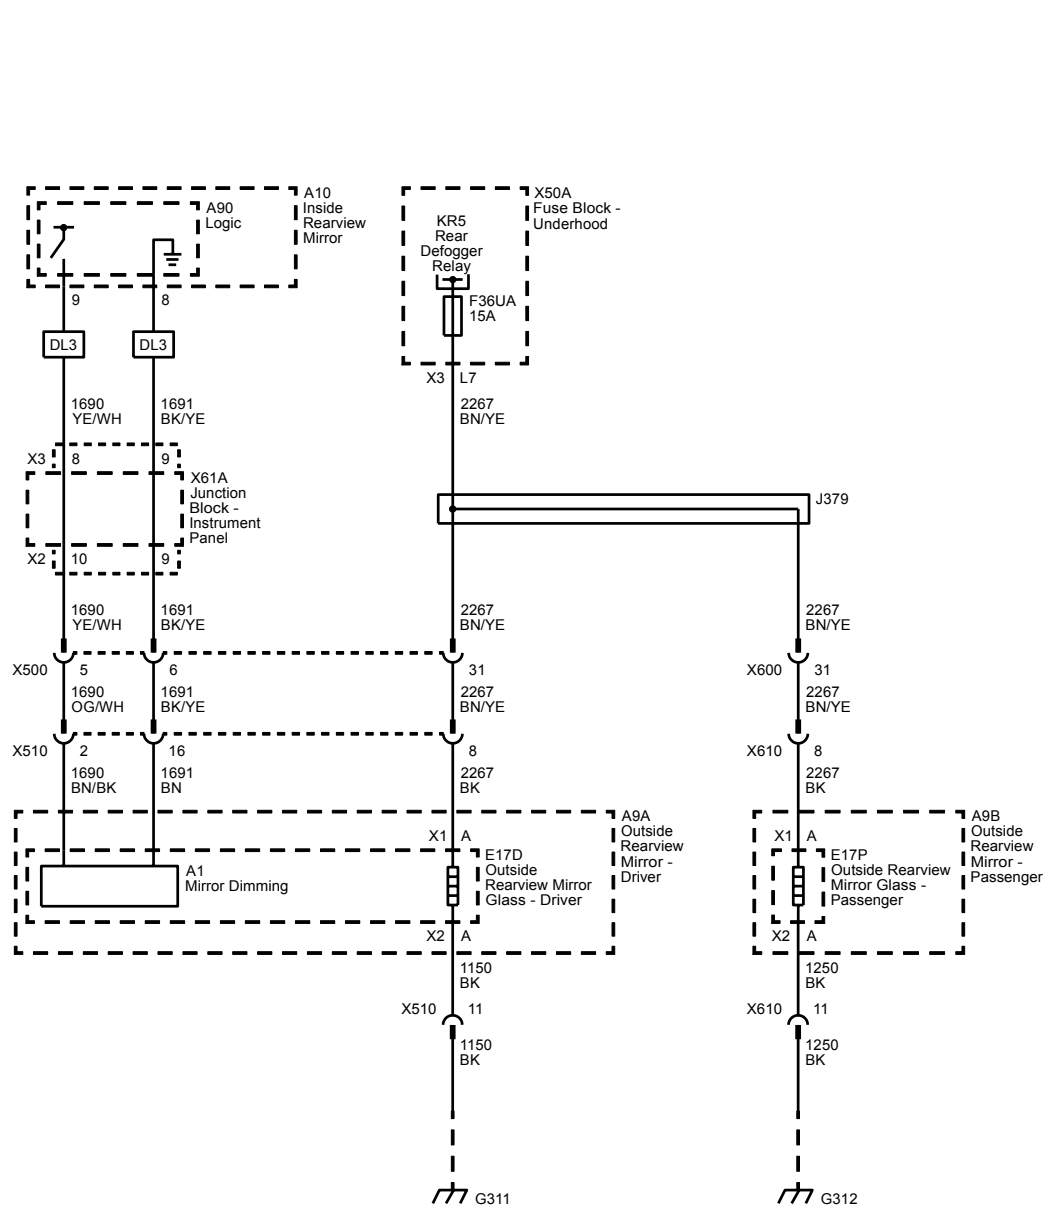 A10
Inside
Rearview
Mirror
A90
Logic
X50A
Fuse Block -
Underhood
KR5
Rear
Defogger
Relay
F36UA
15A
9
8
DL3
DL3
X3
L7
1690
YE/WH
1691
BK/YE
2267
BN/YE
X3
8
9
X61A
Junction
Block -
Instrument
Panel
J379
X2
10
9
1690
YE/WH
1691
BK/YE
2267
BN/YE
2267
BN/YE
X500
5
6
31
X600
31
1690
OG/WH
1691
BK/YE
2267
BN/YE
2267
BN/YE
X510
2
16
8
X610
8
1690
BN/BK
1691
BN
2267
BK
2267
BK
A9A
Outside
Rearview
Mirror -
Driver
A9B
Outside
Rearview
Mirror -
Passenger
X1
A
X1
A
A1
Mirror Dimming
E17D
Outside
Rearview Mirror
Glass - Driver
E17P
Outside Rearview
Mirror Glass -
Passenger
X2
A
X2
A
1150
BK
1250
BK
X510
11
X610
11
1150
BK
1250
BK
G311
G312